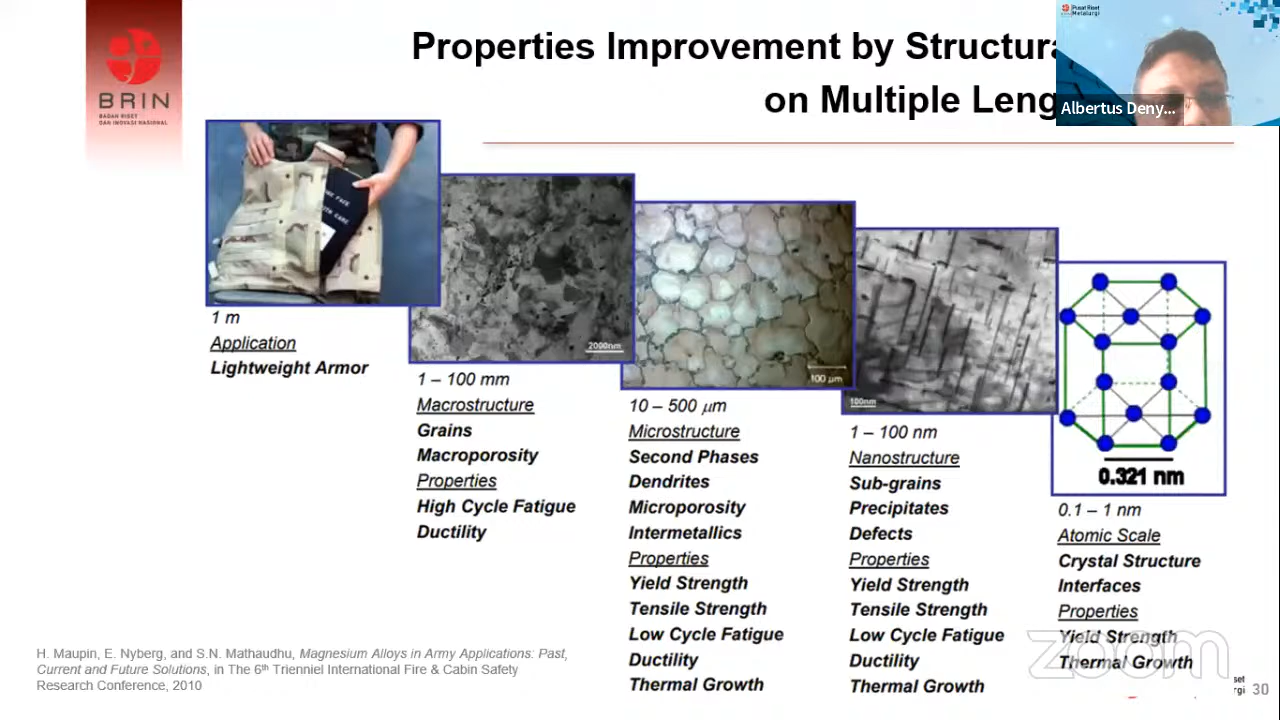 Pusat Riset
Metalurgi
Albertus Deny...
BRIN
BADAN RISET
DAN INOVASI NASIONAL
Properties Improvement by Structura
on Multiple Leng
1 m
Application
Lightweight Armor
2000nm
1 – 100 mm
Macrostructure
Grains
Macroporosity
Properties
High Cycle Fatigue
Ductility
100 µm
10 – 500 µm
Microstructure
Second Phases
Dendrites
Microporosity
Intermetallics
Properties
Yield Strength
Tensile Strength
Low Cycle Fatigue
Ductility
Thermal Growth
100nm
1 – 100 nm
Nanostructure
Sub-grains
Precipitates
Defects
Properties
Yield Strength
Tensile Strength
Low Cycle Fatigue
Ductility
Thermal Growth
0.321 nm
0.1 – 1 nm
Atomic Scale
Crystal Structure
Interfaces
Properties
Yield Strength
Thermal Growth
zoom
H. Maupin, E. Nyberg, and S.N. Mathaudhu, Magnesium Alloys in Army Applications: Past,
Current and Future Solutions, in The 6th Trienniel International Fire & Cabin Safety
Research Conference, 2010
set
rgi
30